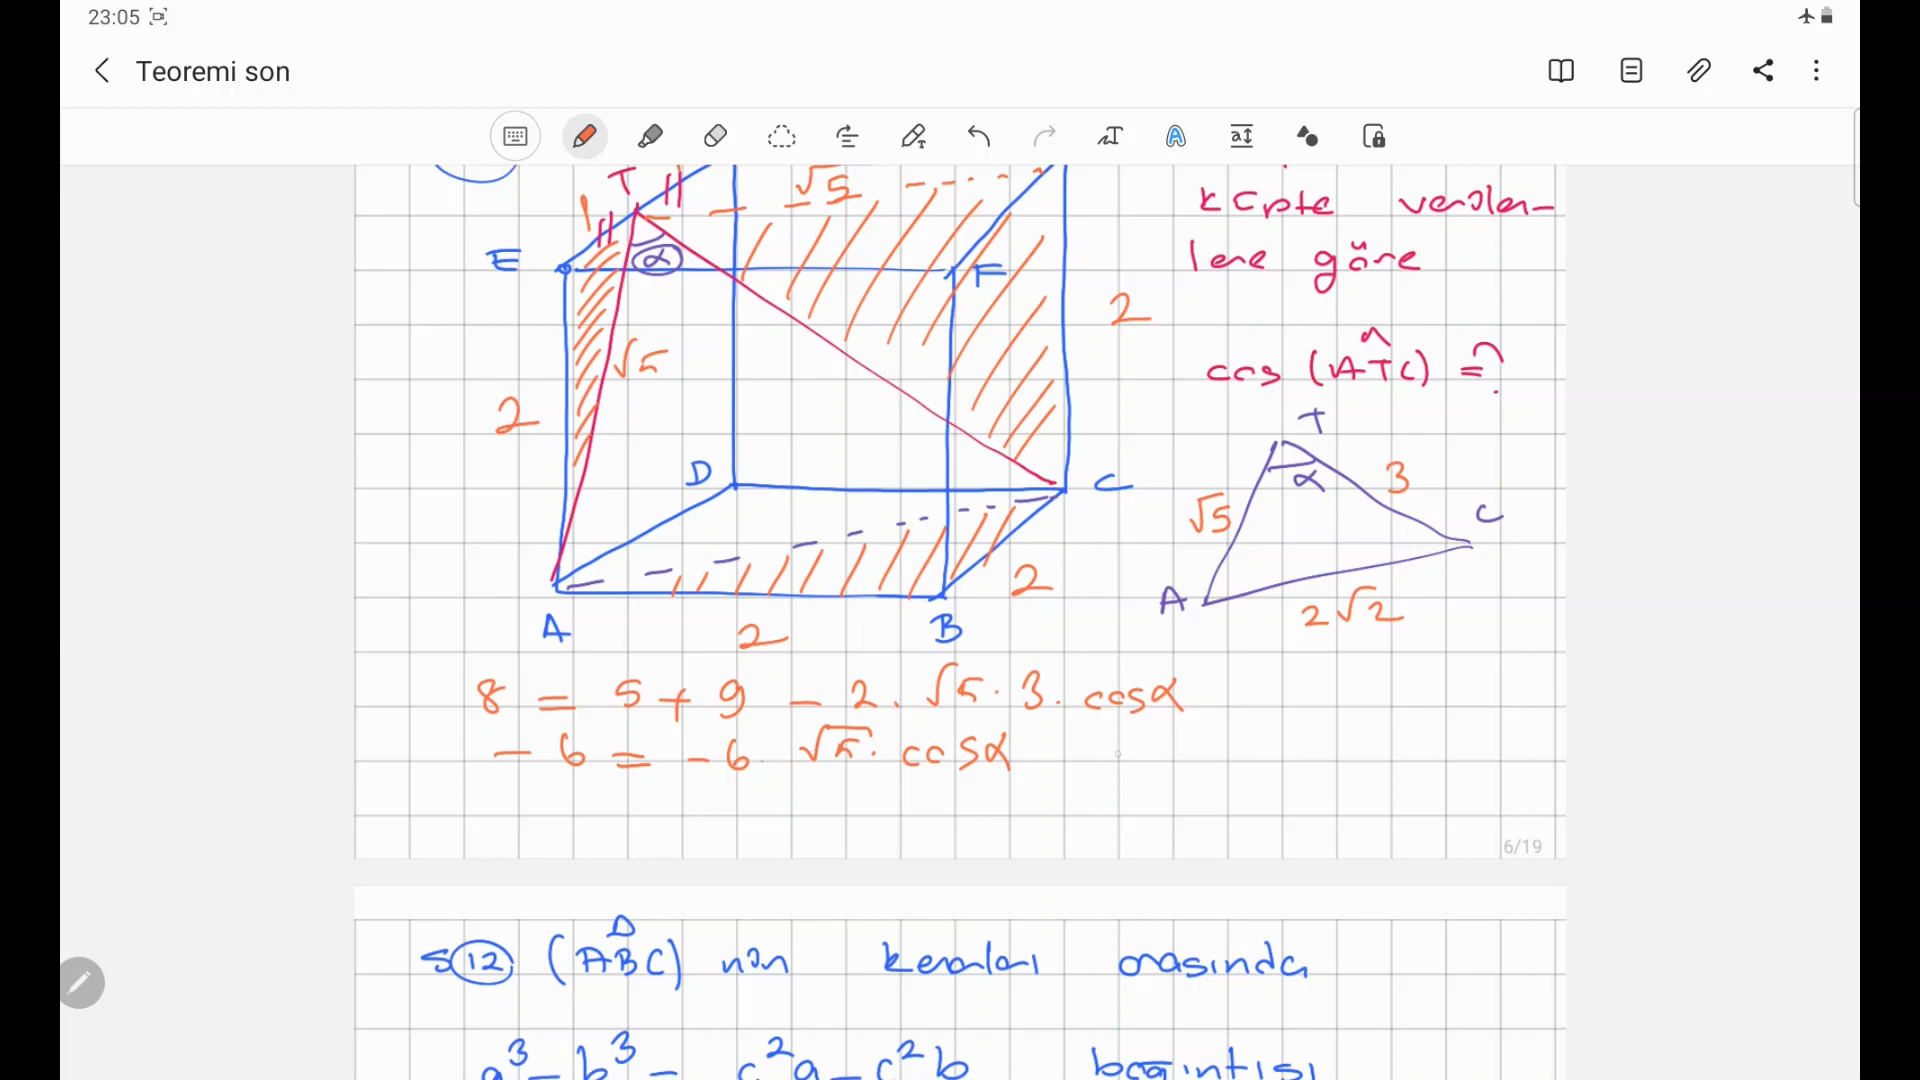 23:05
Teoremi son
küpte verilen-
lere göre
cos (ATC) = ?
T
√5
E
α
F
2
√5
2
D
C
2
A
2
B
T
α
3
C
√5
A
2√2
8 = 5 + 9 - 2 . √5 . 3 . cosα
- 6 = - 6 . √5 . cosα
6/19
S 12 (ABC) nin kenarları arasında
a³ - b³ = c²a - c²b bağıntısı